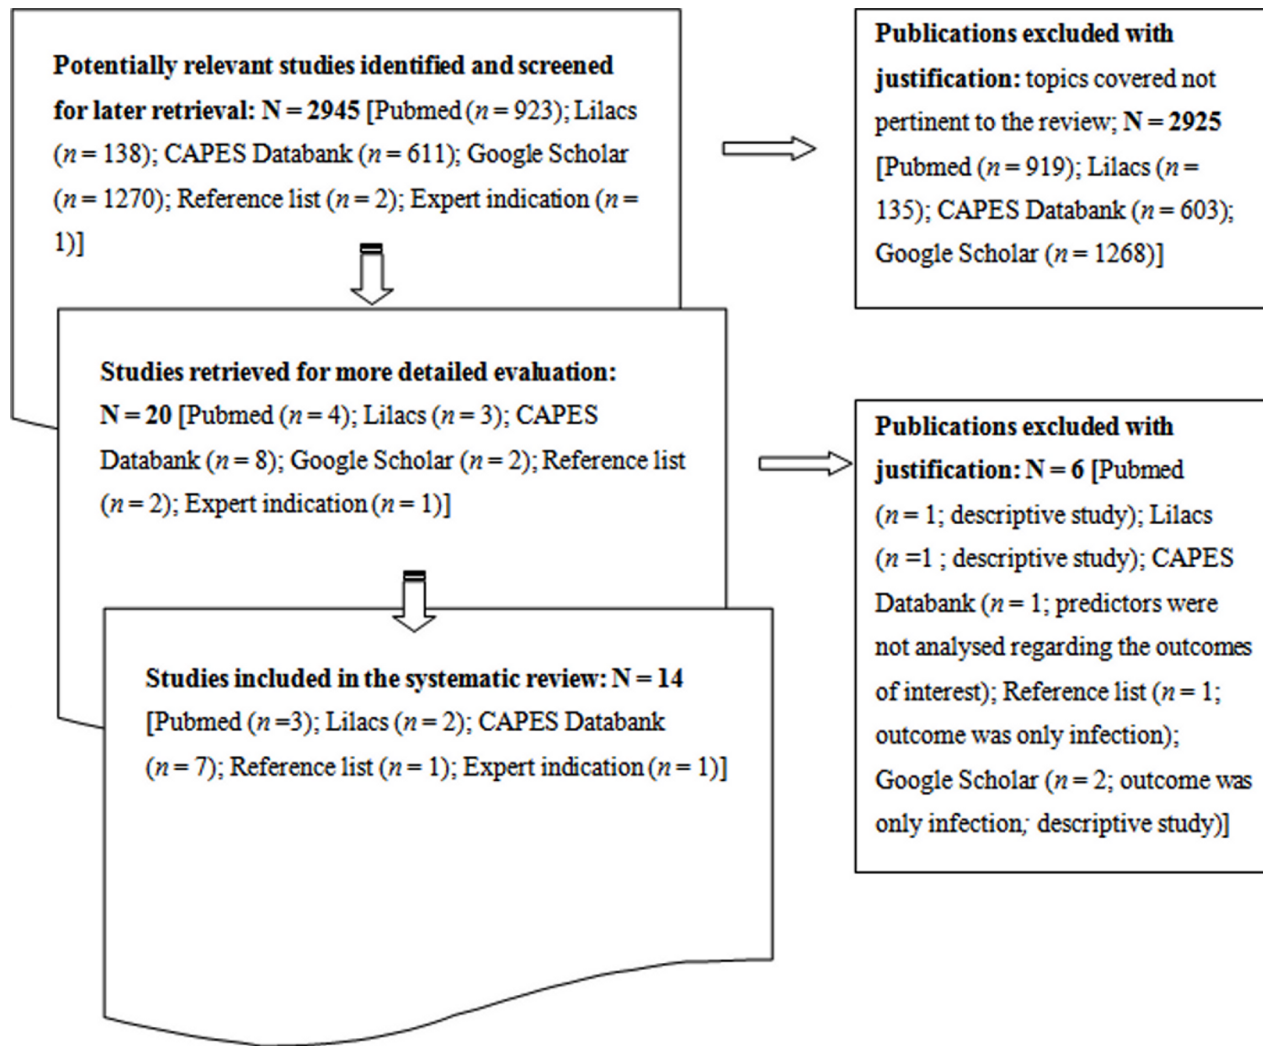 Potentially relevant studies identified and screened
for later retrieval: N = 2945 [Pubmed (n = 923); Lilacs
(n = 138); CAPES Databank (n = 611); Google Scholar
(n = 1270); Reference list (n = 2); Expert indication (n =
1)]
Publications excluded with
justification: topics covered not
pertinent to the review; N = 2925
[Pubmed (n = 919); Lilacs (n =
135); CAPES Databank (n = 603);
Google Scholar (n = 1268)]
Studies retrieved for more detailed evaluation:
N = 20 [Pubmed (n = 4); Lilacs (n = 3); CAPES
Databank (n = 8); Google Scholar (n = 2); Reference list
(n = 2); Expert indication (n = 1)]
Publications excluded with
justification: N = 6 [Pubmed
(n = 1; descriptive study); Lilacs
(n =1 ; descriptive study); CAPES
Databank (n = 1; predictors were
not analysed regarding the outcomes
of interest); Reference list (n = 1;
outcome was only infection);
Google Scholar (n = 2; outcome was
only infection; descriptive study)]
Studies included in the systematic review: N = 14
[Pubmed (n =3); Lilacs (n = 2); CAPES Databank
(n = 7); Reference list (n = 1); Expert indication (n = 1)]